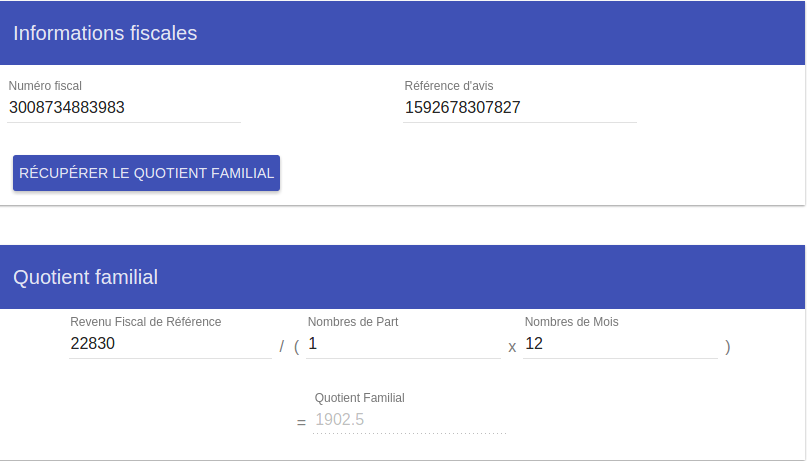 Informations fiscales
Numéro fiscal
Référence d'avis
3008734883983
1592678307827
RÉCUPÉRER LE QUOTIENT FAMILIAL
Quotient familial
Revenu Fiscal de Référence
Nombres de Part
Nombres de Mois
22830 / ( 1 x 12 )
Quotient Familial
= 1902.5